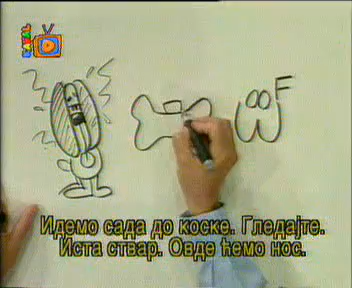 Идемо сада до коске. Гледајте.
Иста ствар. Овде ћемо нос.